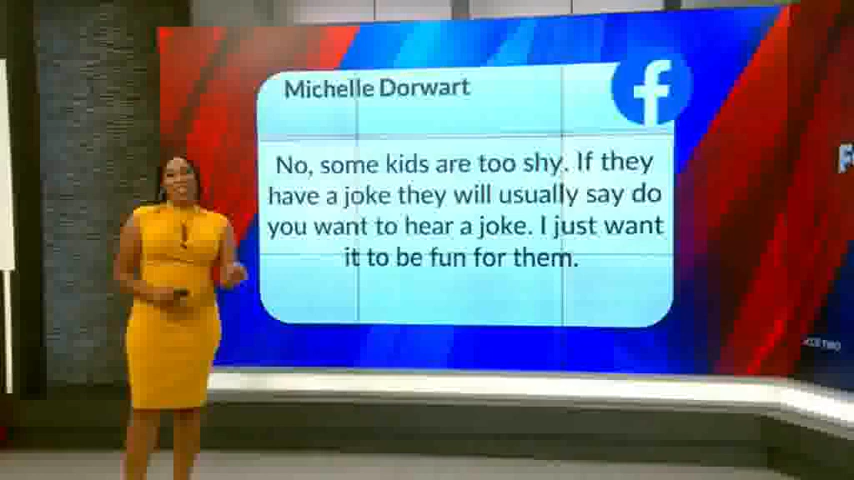 Michelle Dorwart
No, some kids are too shy. If they
have a joke they will usually say do
you want to hear a joke. I just want
it to be fun for them.